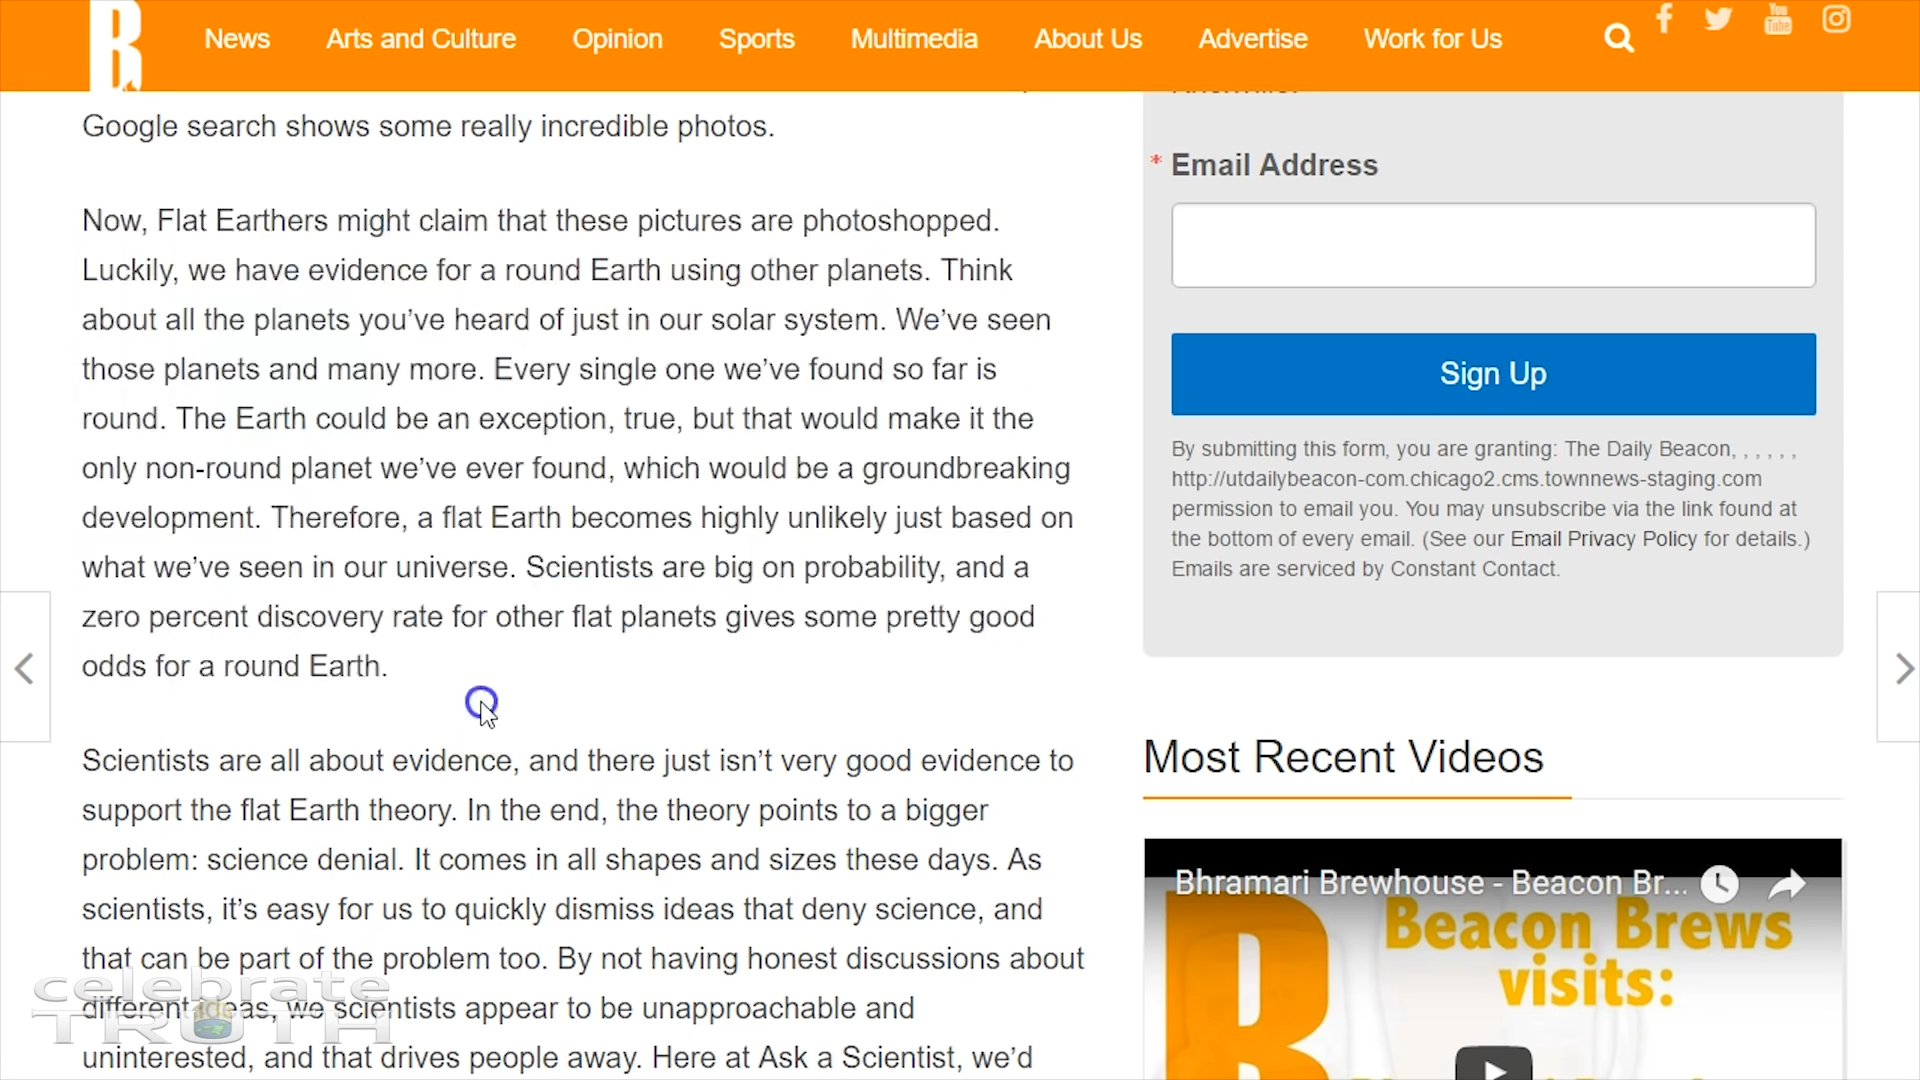 B
News
Arts and Culture
Opinion
Sports
Multimedia
About Us
Advertise
Work for Us
You
Tube
Google search shows some really incredible photos.
Now, Flat Earthers might claim that these pictures are photoshopped.
Luckily, we have evidence for a round Earth using other planets. Think
about all the planets you’ve heard of just in our solar system. We’ve seen
those planets and many more. Every single one we’ve found so far is
round. The Earth could be an exception, true, but that would make it the
only non-round planet we’ve ever found, which would be a groundbreaking
development. Therefore, a flat Earth becomes highly unlikely just based on
what we’ve seen in our universe. Scientists are big on probability, and a
zero percent discovery rate for other flat planets gives some pretty good
odds for a round Earth.
Scientists are all about evidence, and there just isn’t very good evidence to
support the flat Earth theory. In the end, the theory points to a bigger
problem: science denial. It comes in all shapes and sizes these days. As
scientists, it’s easy for us to quickly dismiss ideas that deny science, and
that can be part of the problem too. By not having honest discussions about
different ideas, we scientists appear to be unapproachable and
uninterested, and that drives people away. Here at Ask a Scientist, we’d
celebrate
TRUTH
* Email Address
Sign Up
By submitting this form, you are granting: The Daily Beacon, , , , , ,
http://utdailybeacon-com.chicago2.cms.townnews-staging.com
permission to email you. You may unsubscribe via the link found at
the bottom of every email. (See our Email Privacy Policy for details.)
Emails are serviced by Constant Contact.
Most Recent Videos
Bhramari Brewhouse - Beacon Br...
Beacon Brews
visits:
B